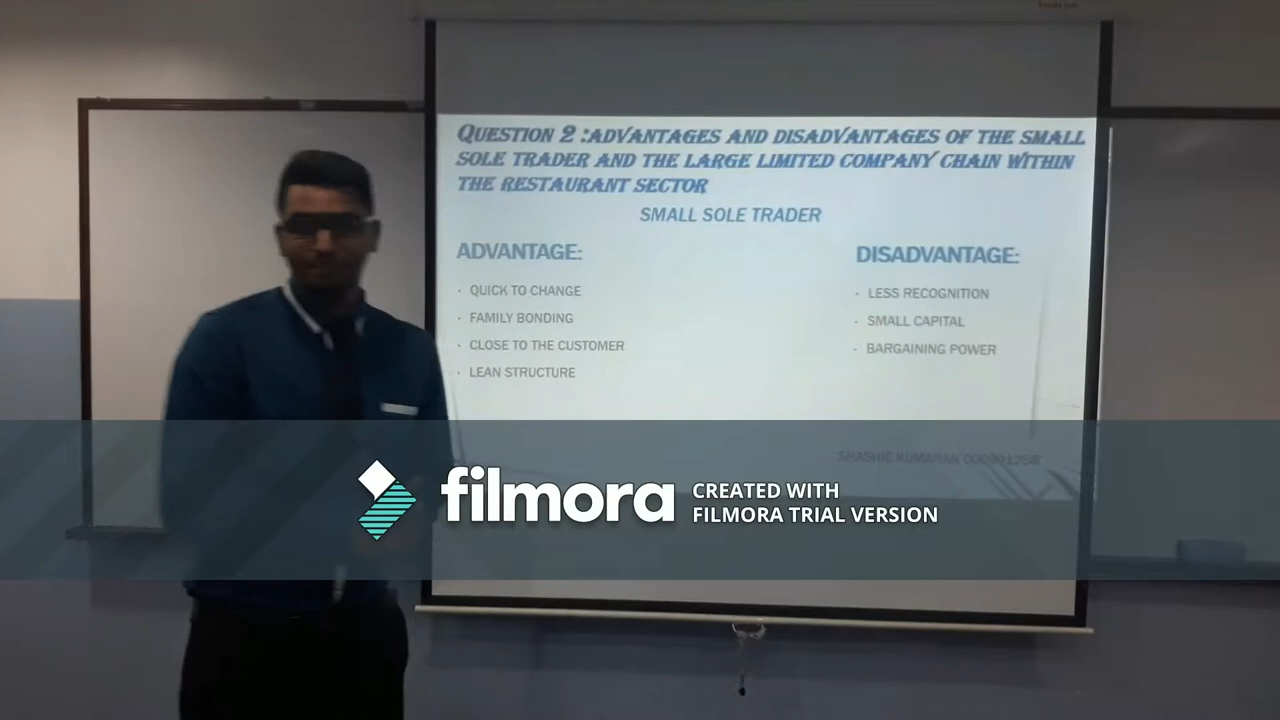 QUESTION 2 :ADVANTAGES AND DISADVANTAGES OF THE SMALL
SOLE TRADER AND THE LARGE LIMITED COMPANY CHAIN WITHIN
THE RESTAURANT SECTOR
SMALL SOLE TRADER
ADVANTAGE:
· QUICK TO CHANGE
· FAMILY BONDING
· CLOSE TO THE CUSTOMER
· LEAN STRUCTURE
DISADVANTAGE:
· LESS RECOGNITION
· SMALL CAPITAL
· BARGAINING POWER
SHASHIE KUMARAN
filmora
CREATED WITH
FILMORA TRIAL VERSION